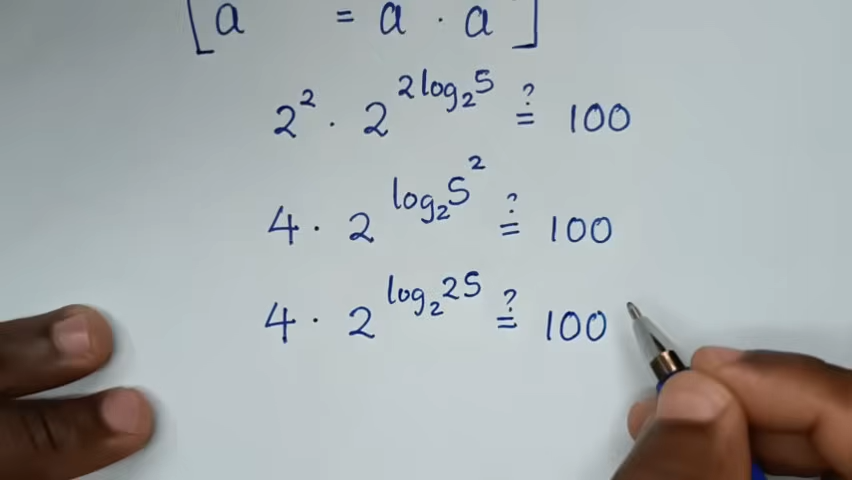 [a = a · a]
2² · 2^(2log₂5) ≟ 100
4 · 2^(log₂5²) ≟ 100
4 · 2^(log₂25) ≟ 100